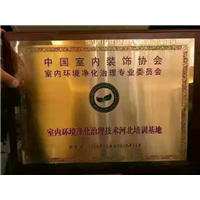 中国室内装饰协会
室内环境净化治理专业委员会
室内环境净化治理技术河北培训基地